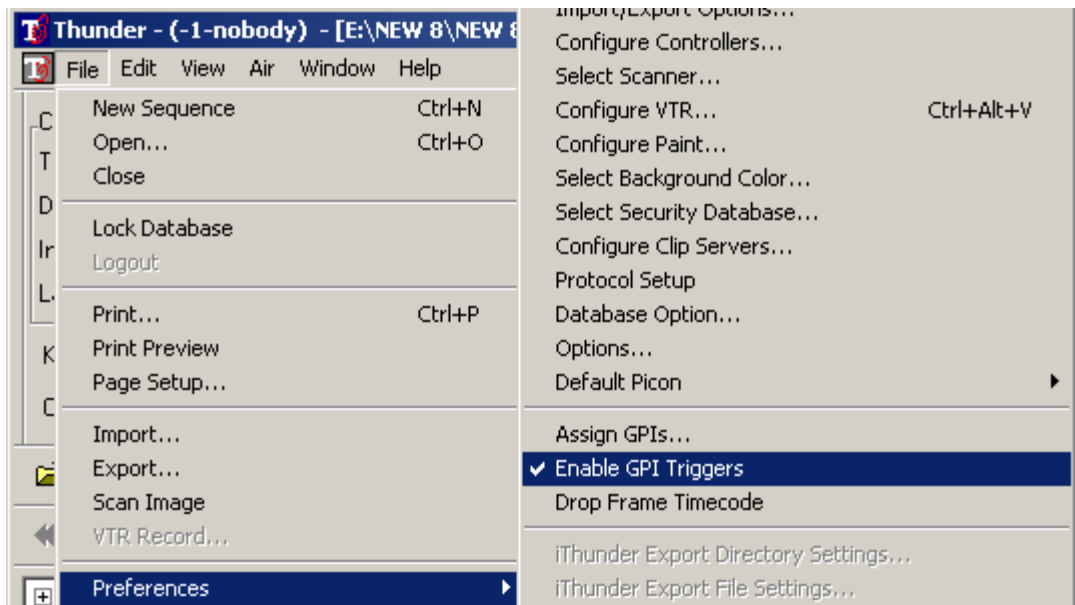 Thunder - (-1-nobody) - [E:\NEW 8\NEW 8
File Edit View Air Window Help
New Sequence Ctrl+N
Open... Ctrl+O
Close
Lock Database
Logout
Print... Ctrl+P
Print Preview
Page Setup...
Import...
Export...
Scan Image
VTR Record...
Preferences
Import/Export Options...
Configure Controllers...
Select Scanner...
Configure VTR... Ctrl+Alt+V
Configure Paint...
Select Background Color...
Select Security Database...
Configure Clip Servers...
Protocol Setup
Database Option...
Options...
Default Picon
Assign GPIs...
Enable GPI Triggers
Drop Frame Timecode
iThunder Export Directory Settings...
iThunder Export File Settings...